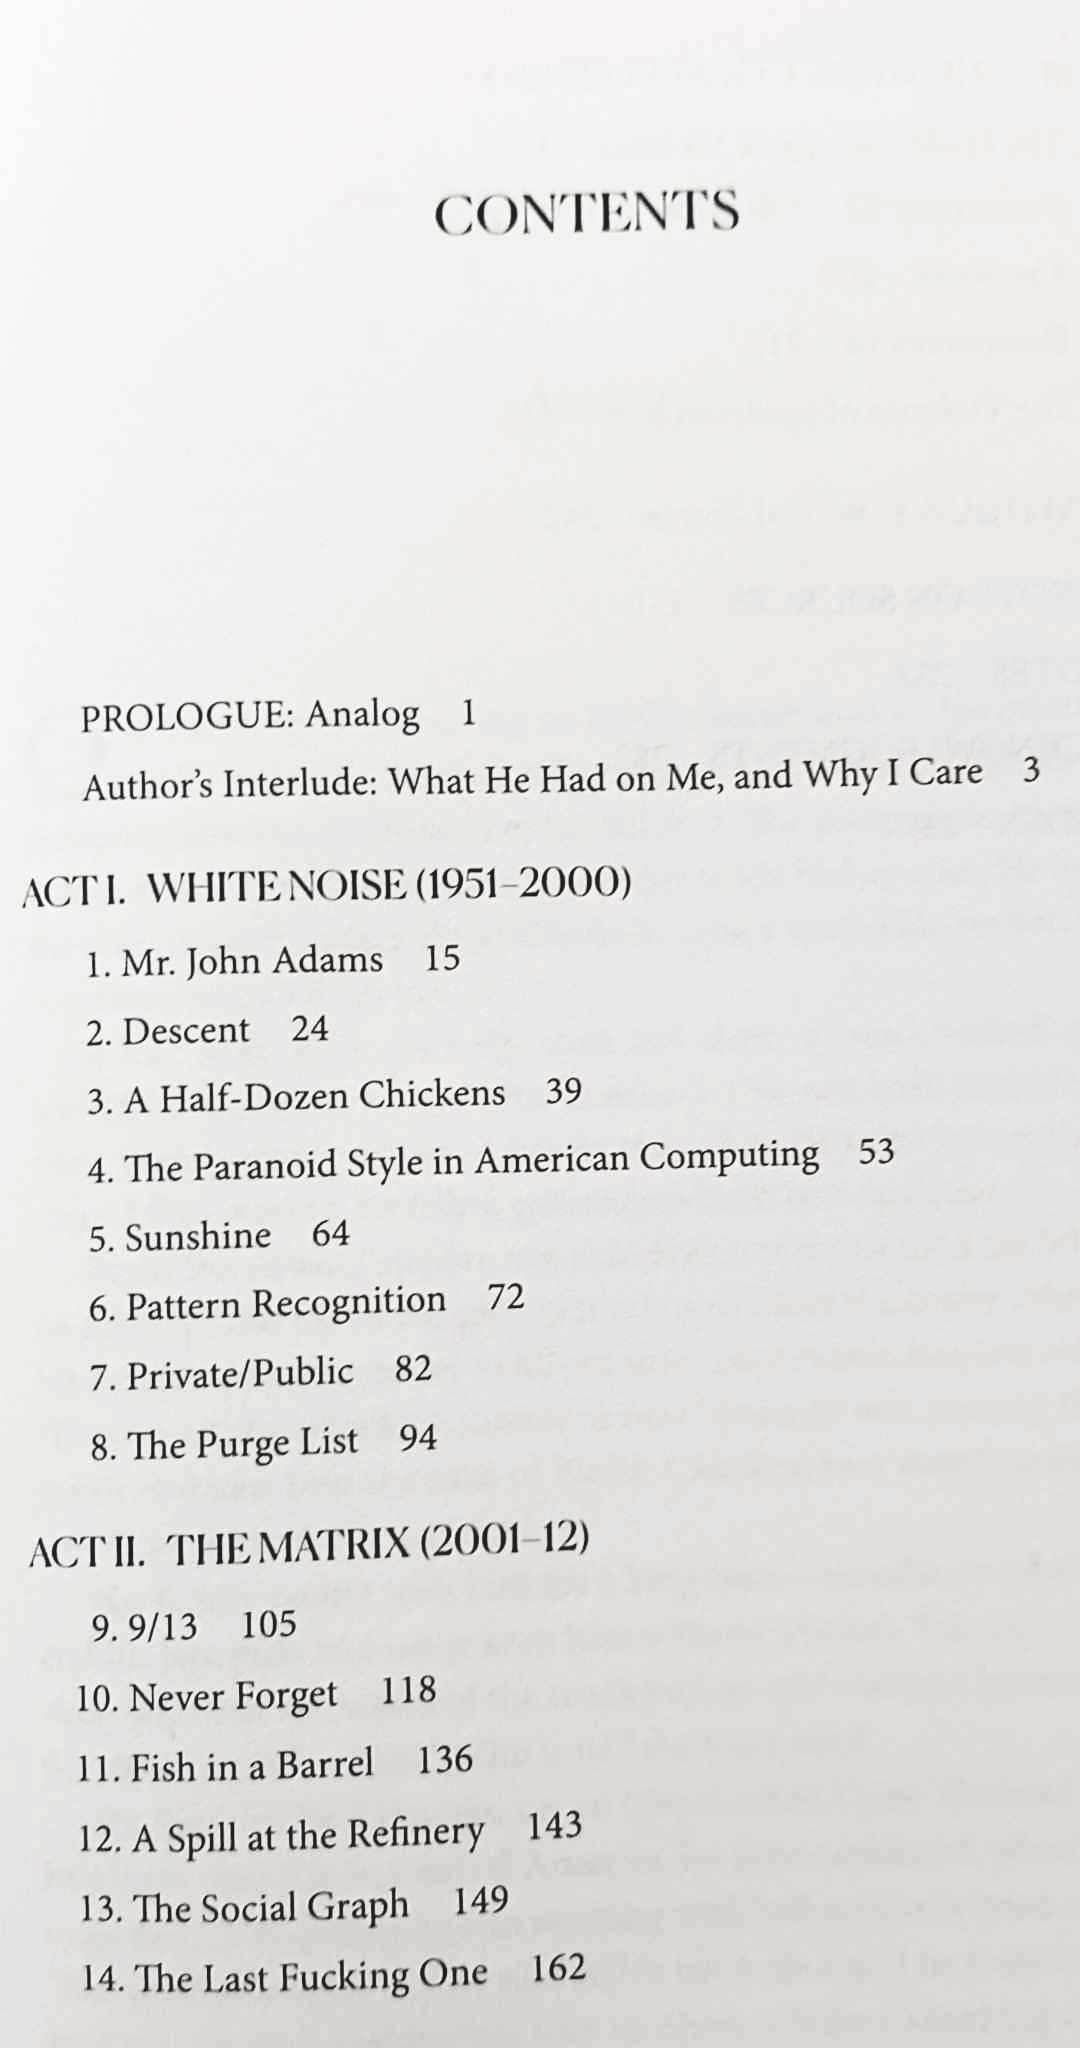 CONTENTS
PROLOGUE: Analog 1
Author’s Interlude: What He Had on Me, and Why I Care 3
ACT I. WHITE NOISE (1951–2000)
1. Mr. John Adams 15
2. Descent 24
3. A Half-Dozen Chickens 39
4. The Paranoid Style in American Computing 53
5. Sunshine 64
6. Pattern Recognition 72
7. Private/Public 82
8. The Purge List 94
ACT II. THE MATRIX (2001–12)
9. 9/13 105
10. Never Forget 118
11. Fish in a Barrel 136
12. A Spill at the Refinery 143
13. The Social Graph 149
14. The Last Fucking One 162